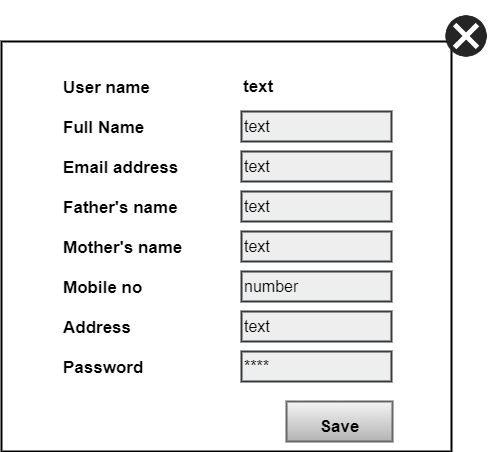 User name text
Full Name text
Email address text
Father's name text
Mother's name text
Mobile no number
Address text
Password ****
Save